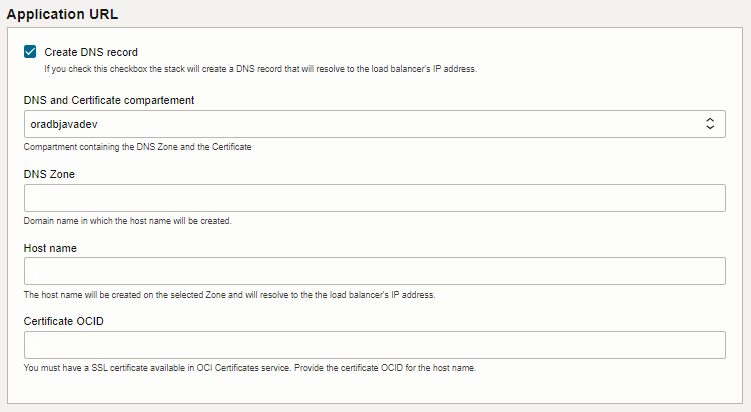 Application URL
Create DNS record
If you check this checkbox the stack will create a DNS record that will resolve to the load balancer's IP address.
DNS and Certificate compartement
oradbjavadev
Compartment containing the DNS Zone and the Certificate
DNS Zone
Domain name in which the host name will be created.
Host name
The host name will be created on the selected Zone and will resolve to the the load balancer's IP address.
Certificate OCID
You must have a SSL certificate available in OCI Certificates service. Provide the certificate OCID for the host name.